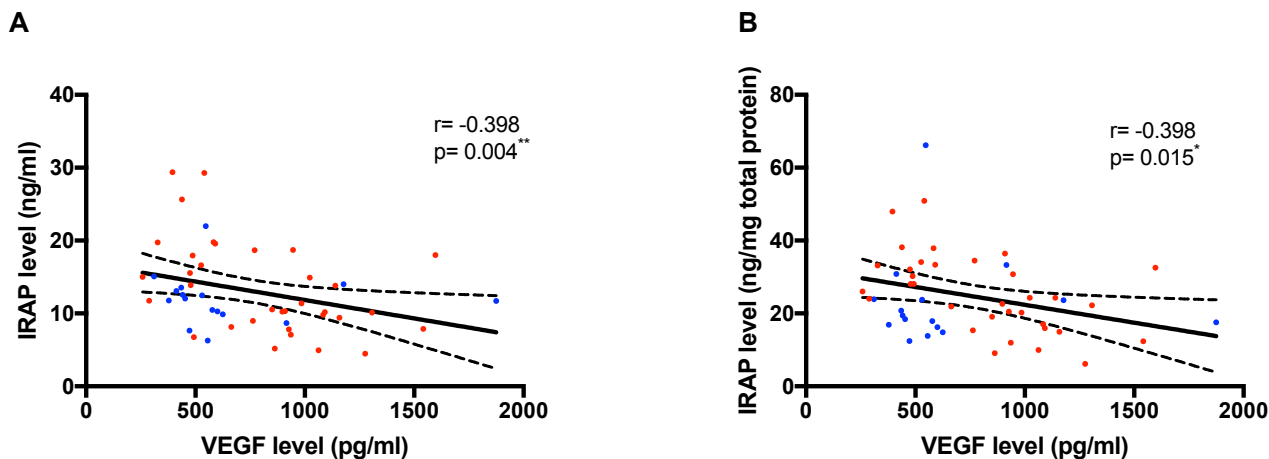 A
IRAP level (ng/ml)
40
30
20
10
0
r= -0.398
p= 0.004**
0 500 1000 1500 2000
VEGF level (pg/ml)
B
IRAP level (ng/mg total protein)
80
60
40
20
0
r= -0.398
p= 0.015*
0 500 1000 1500 2000
VEGF level (pg/ml)